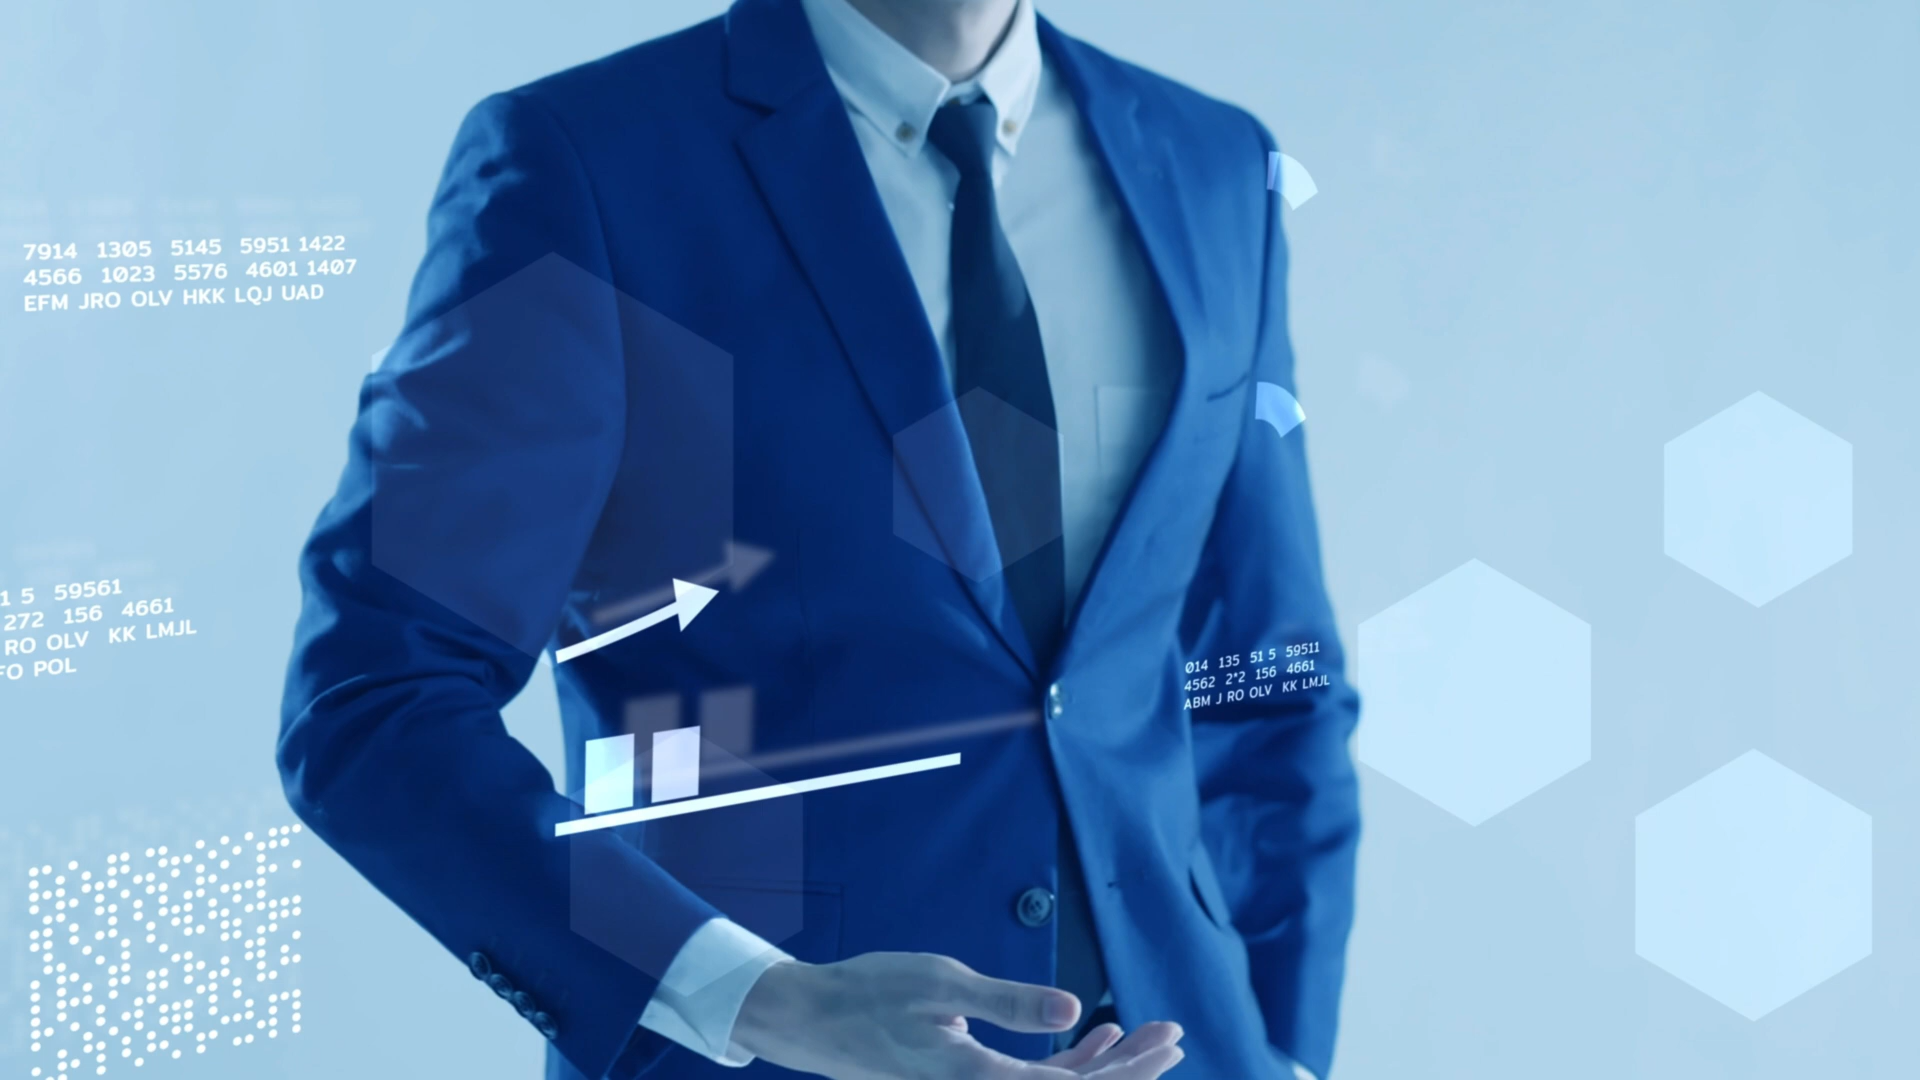 7914 1305 5145 5951 1422
4566 1023 5576 4601 1407
EFM JRO OLV HKK LQJ UAD
1 5 59561
272 156 4661
RO OLV KK LMJL
FO POL
014 135 51 5 59511
4562 2*2 156 4661
ABM J RO OLV KK LMJL